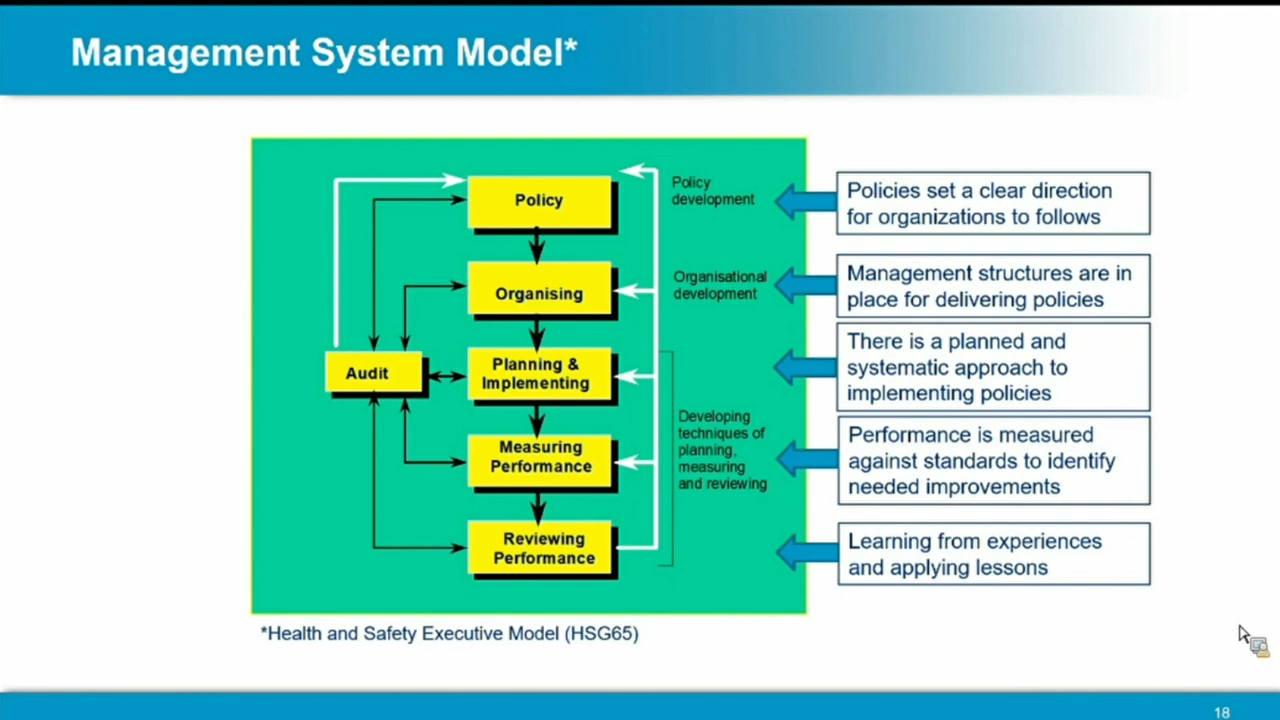 Management System Model*
Policy
Policy
development
Policies set a clear direction
for organizations to follows
Organising
Organisational
development
Management structures are in
place for delivering policies
Audit
Planning &
Implementing
There is a planned and
systematic approach to
implementing policies
Developing
techniques of
planning,
measuring
and reviewing
Measuring
Performance
Performance is measured
against standards to identify
needed improvements
Reviewing
Performance
Learning from experiences
and applying lessons
*Health and Safety Executive Model (HSG65)
18